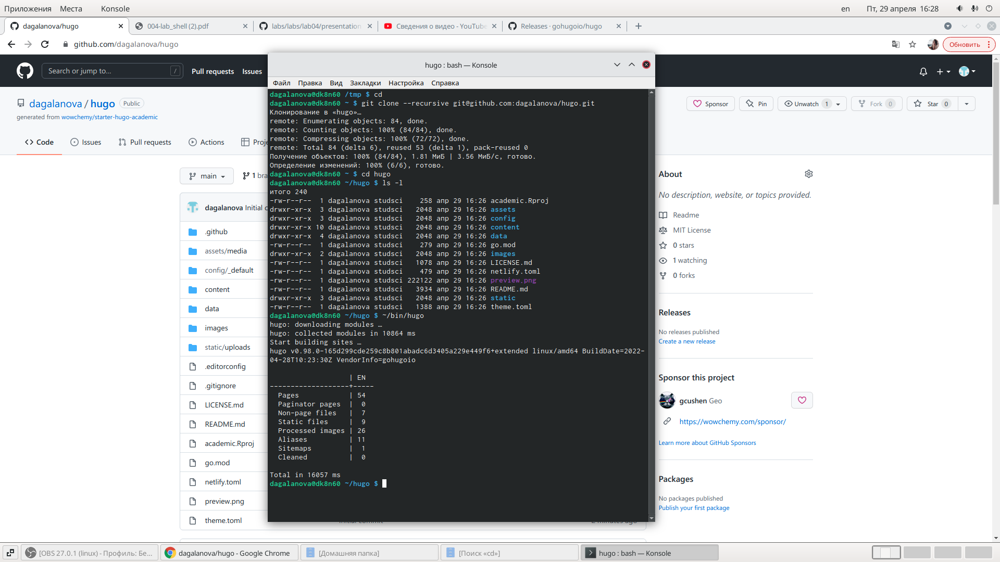 Приложения Места Konsole en Пт, 29 апреля 16:28
dagalanova/hugo
004-lab_shell (2).pdf
labs/labs/lab04/presentation
Сведения о видео - YouTube
Releases · gohugoio/hugo
github.com/dagalanova/hugo
Обновить
Search or jump to... /
Pull requests Issues
dagalanova / hugo Public
generated from wowchemy/starter-hugo-academic
Sponsor Pin Unwatch 1 Fork 0 Star 0
Code Issues Pull requests Actions Proje
main 1 bra
dagalanova Initial c
.github
assets/media
config/_default
content
data
images
static/uploads
.editorconfig
.gitignore
LICENSE.md
README.md
academic.Rproj
go.mod
netlify.toml
preview.png
theme.toml
Initial commit 2 minutes ago
hugo : bash — Konsole
Файл Правка Вид Закладки Настройка Справка
dagalanova@dk8n60 /tmp $ cd
dagalanova@dk8n60 ~ $ git clone --recursive git@github.com:dagalanova/hugo.git
Клонирование в «hugo»…
remote: Enumerating objects: 84, done.
remote: Counting objects: 100% (84/84), done.
remote: Compressing objects: 100% (72/72), done.
remote: Total 84 (delta 6), reused 53 (delta 1), pack-reused 0
Получение объектов: 100% (84/84), 1.81 МиБ | 3.56 МиБ/с, готово.
Определение изменений: 100% (6/6), готово.
dagalanova@dk8n60 ~ $ cd hugo
dagalanova@dk8n60 ~/hugo $ ls -l
итого 240
-rw-r--r-- 1 dagalanova studsci 258 апр 29 16:26 academic.Rproj
drwxr-xr-x 3 dagalanova studsci 2048 апр 29 16:26 assets
drwxr-xr-x 3 dagalanova studsci 2048 апр 29 16:26 config
drwxr-xr-x 10 dagalanova studsci 2048 апр 29 16:26 content
drwxr-xr-x 4 dagalanova studsci 2048 апр 29 16:26 data
-rw-r--r-- 1 dagalanova studsci 279 апр 29 16:26 go.mod
drwxr-xr-x 2 dagalanova studsci 2048 апр 29 16:26 images
-rw-r--r-- 1 dagalanova studsci 1078 апр 29 16:26 LICENSE.md
-rw-r--r-- 1 dagalanova studsci 479 апр 29 16:26 netlify.toml
-rw-r--r-- 1 dagalanova studsci 222122 апр 29 16:26 preview.png
-rw-r--r-- 1 dagalanova studsci 3934 апр 29 16:26 README.md
drwxr-xr-x 3 dagalanova studsci 2048 апр 29 16:26 static
-rw-r--r-- 1 dagalanova studsci 1388 апр 29 16:26 theme.toml
dagalanova@dk8n60 ~/hugo $ ~/bin/hugo
hugo: downloading modules …
hugo: collected modules in 10864 ms
Start building sites …
hugo v0.98.0-165d299cde259c8b801abadc6d3405a229e449f6+extended linux/amd64 BuildDate=2022-
04-28T10:23:30Z VendorInfo=gohugoio
| EN
-------------------+-----
Pages | 54
Paginator pages | 0
Non-page files | 7
Static files | 9
Processed images | 26
Aliases | 11
Sitemaps | 1
Cleaned | 0
Total in 16057 ms
dagalanova@dk8n60 ~/hugo $
About
No description, website, or topics provided.
Readme
MIT License
0 stars
1 watching
0 forks
Releases
No releases published
Create a new release
Sponsor this project
gcushen Geo
https://wowchemy.com/sponsor/
Learn more about GitHub Sponsors
Packages
No packages published
Publish your first package
[OBS 27.0.1 (linux) - Профиль: Бе...
dagalanova/hugo - Google Chrome
[Домашняя папка]
[Поиск «cd»]
hugo : bash — Konsole